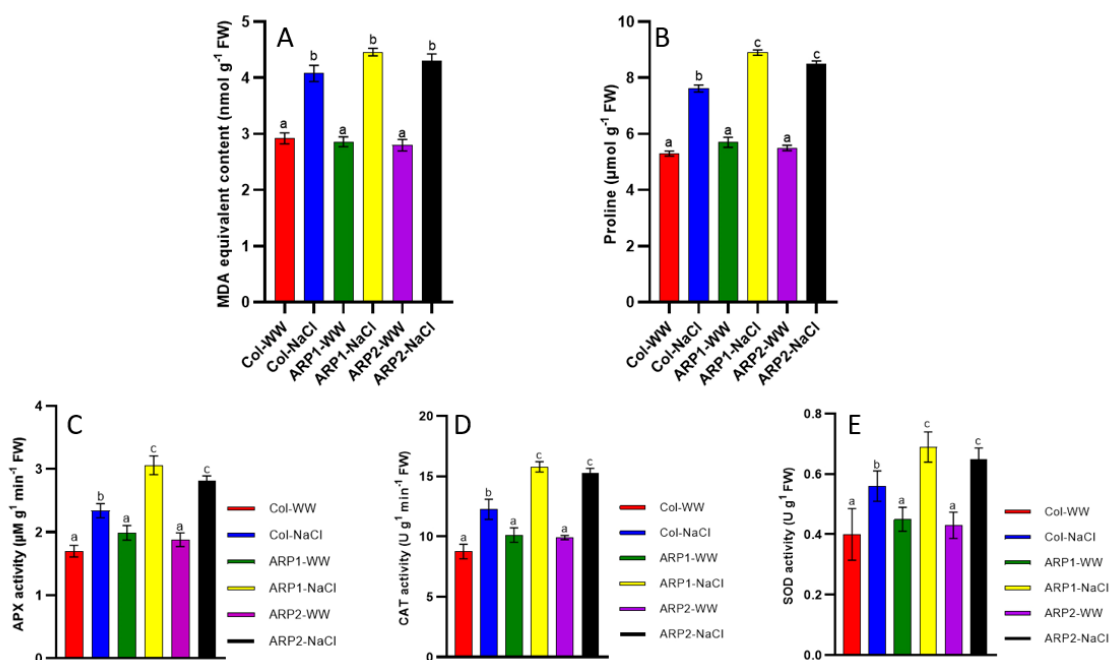 A
MDA equivalent content (nmol g⁻¹ FW)
5
4
3
2
1
0
a
b
a
b
a
b
Col-WW
Col-NaCl
ARP1-WW
ARP1-NaCl
ARP2-WW
ARP2-NaCl
B
Proline (µmol g⁻¹ FW)
10
8
6
4
2
0
a
b
a
c
a
c
Col-WW
Col-NaCl
ARP1-WW
ARP1-NaCl
ARP2-WW
ARP2-NaCl
C
APX activity (µM g¹ min⁻¹ FW)
4
3
2
1
0
a
b
a
c
a
c
Col-WW
Col-NaCl
ARP1-WW
ARP1-NaCl
ARP2-WW
ARP2-NaCl
D
CAT activity (U g¹ min⁻¹ FW)
20
15
10
5
0
a
b
a
c
a
c
Col-WW
Col-NaCl
ARP1-WW
ARP1-NaCl
ARP2-WW
ARP2-NaCl
E
SOD activity (U g¹ FW)
0.8
0.6
0.4
0.2
0.0
a
b
a
c
a
c
Col-WW
Col-NaCl
ARP1-WW
ARP1-NaCl
ARP2-WW
ARP2-NaCl